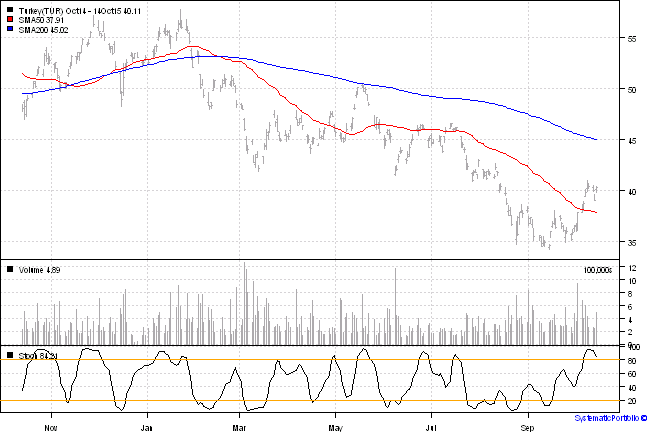 Turkey(TUR) Oct14 - 14Oct15 40.11
SMA50 37.91
SMA200 45.02
55
50
45
40
35
Volume 4.89
100,000s
12
10
8
6
4
2
0
Stoch 84.21
100
80
60
40
20
Nov
Jan
Mar
May
Jul
Sep
SystematicPortfolio ©